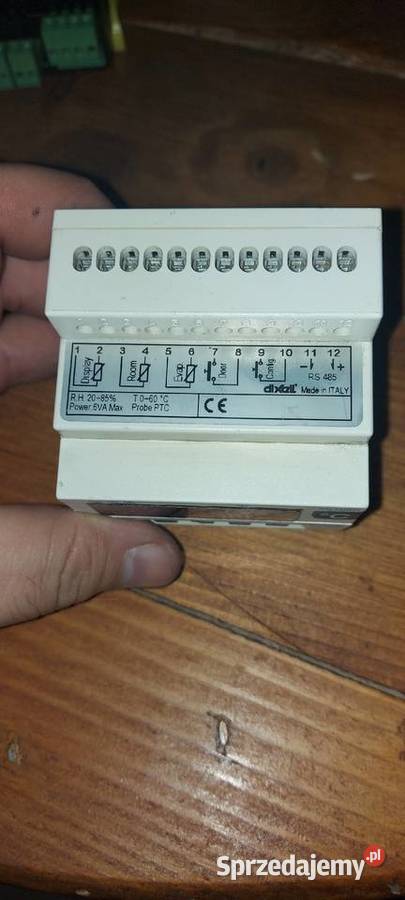 1 2 3 4 5 6 7 8 9 10 11 12
Display Room Evap Door Config RS 485
dixell Made in ITALY
R.H. 20~85% T.0~60 °C
Power:6VA Max Probe PTC
CE
°C
Sprzedajemy.pl